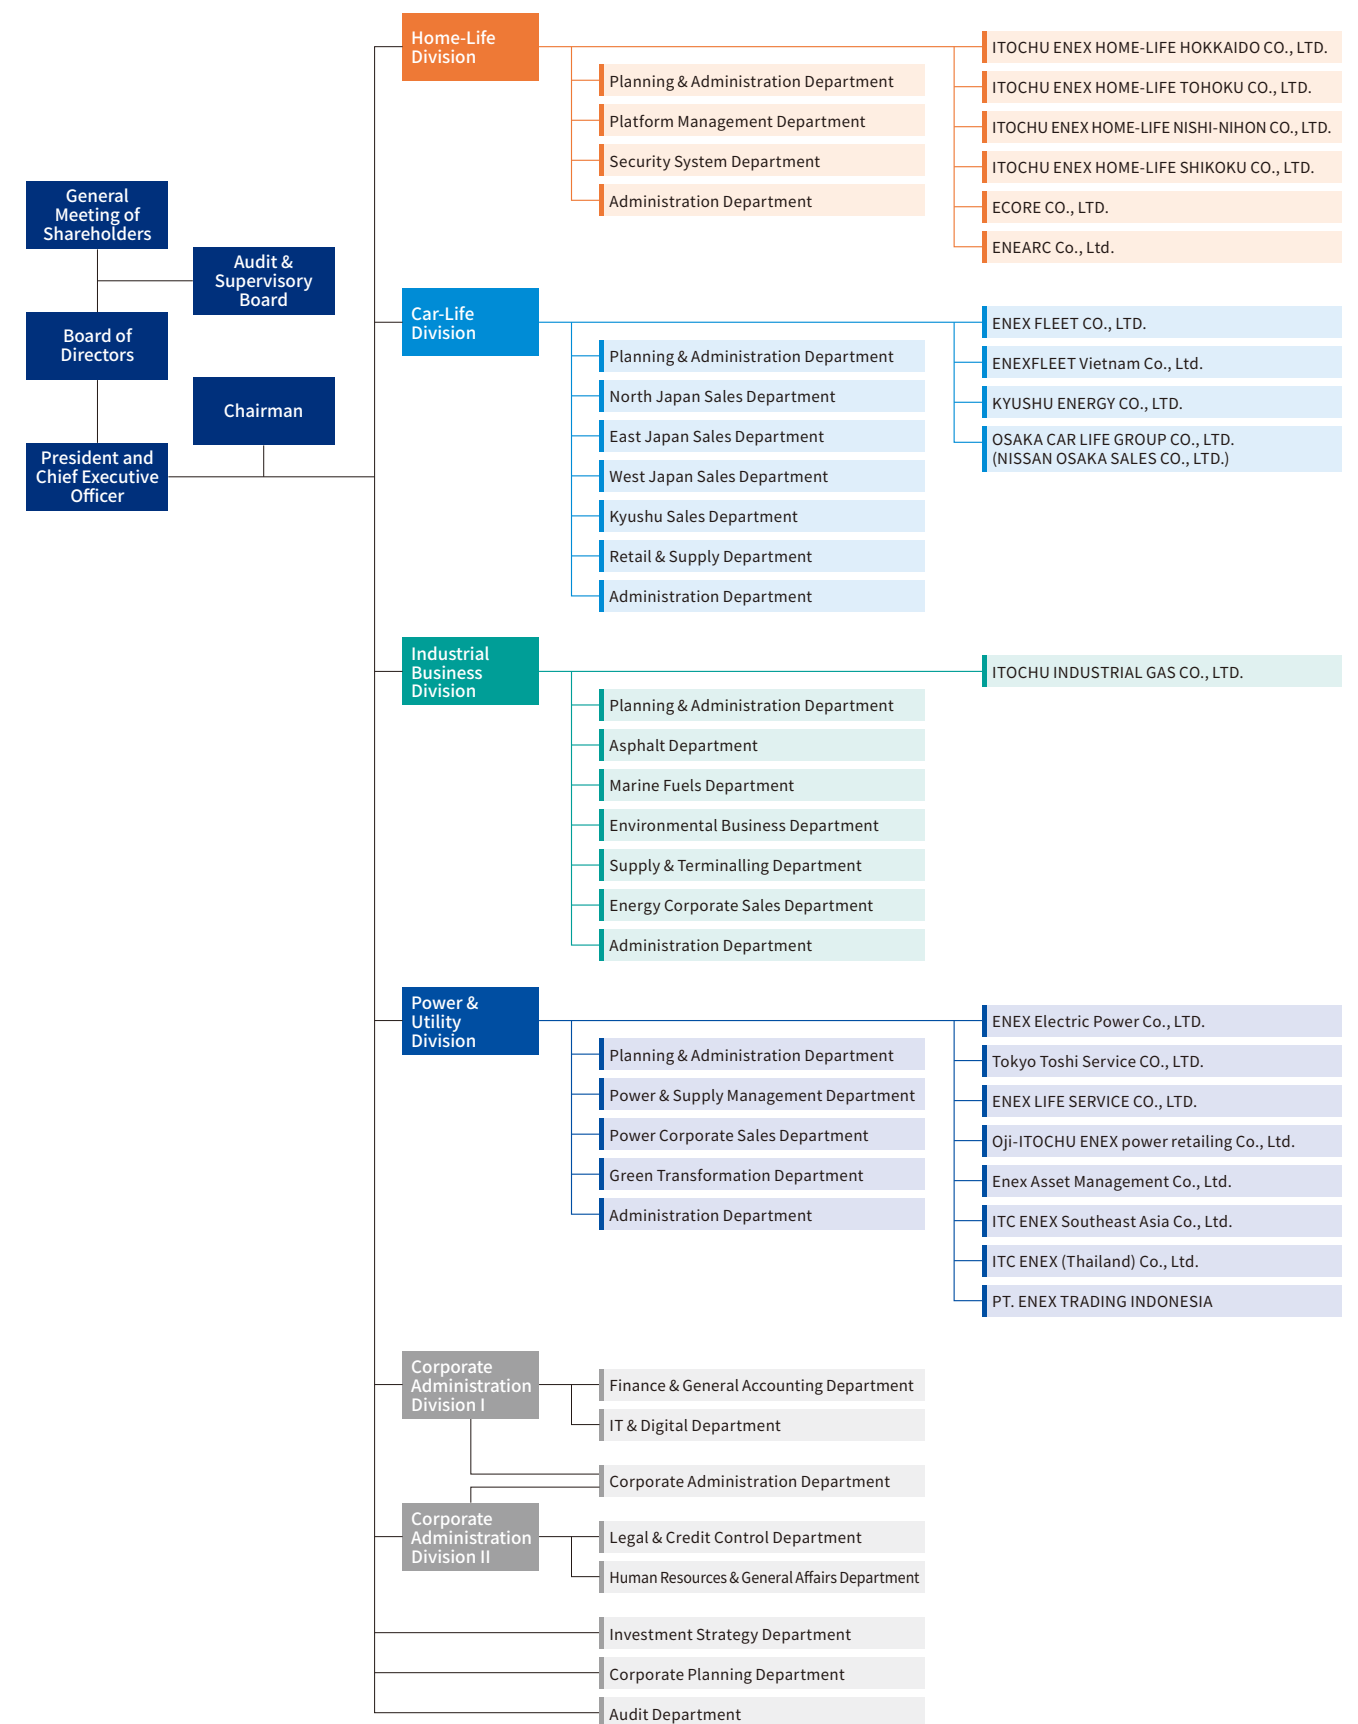 General
Meeting of
Shareholders
Audit &
Supervisory
Board
Board of
Directors
Chairman
President and
Chief Executive
Officer
Home-Life
Division
Planning & Administration Department
Platform Management Department
Security System Department
Administration Department
ITOCHU ENEX HOME-LIFE HOKKAIDO CO., LTD.
ITOCHU ENEX HOME-LIFE TOHOKU CO., LTD.
ITOCHU ENEX HOME-LIFE NISHI-NIHON CO., LTD.
ITOCHU ENEX HOME-LIFE SHIKOKU CO., LTD.
ECORE CO., LTD.
ENEARC Co., Ltd.
Car-Life
Division
Planning & Administration Department
North Japan Sales Department
East Japan Sales Department
West Japan Sales Department
Kyushu Sales Department
Retail & Supply Department
Administration Department
ENEX FLEET CO., LTD.
ENEXFLEET Vietnam Co., Ltd.
KYUSHU ENERGY CO., LTD.
OSAKA CAR LIFE GROUP CO., LTD.
(NISSAN OSAKA SALES CO., LTD.)
Industrial
Business
Division
Planning & Administration Department
Asphalt Department
Marine Fuels Department
Environmental Business Department
Supply & Terminalling Department
Energy Corporate Sales Department
Administration Department
ITOCHU INDUSTRIAL GAS CO., LTD.
Power &
Utility
Division
Planning & Administration Department
Power & Supply Management Department
Power Corporate Sales Department
Green Transformation Department
Administration Department
ENEX Electric Power Co., LTD.
Tokyo Toshi Service CO., LTD.
ENEX LIFE SERVICE CO., LTD.
Oji-ITOCHU ENEX power retailing Co., Ltd.
Enex Asset Management Co., Ltd.
ITC ENEX Southeast Asia Co., Ltd.
ITC ENEX (Thailand) Co., Ltd.
PT. ENEX TRADING INDONESIA
Corporate
Administration
Division I
Finance & General Accounting Department
IT & Digital Department
Corporate Administration Department
Corporate
Administration
Division II
Legal & Credit Control Department
Human Resources & General Affairs Department
Investment Strategy Department
Corporate Planning Department
Audit Department